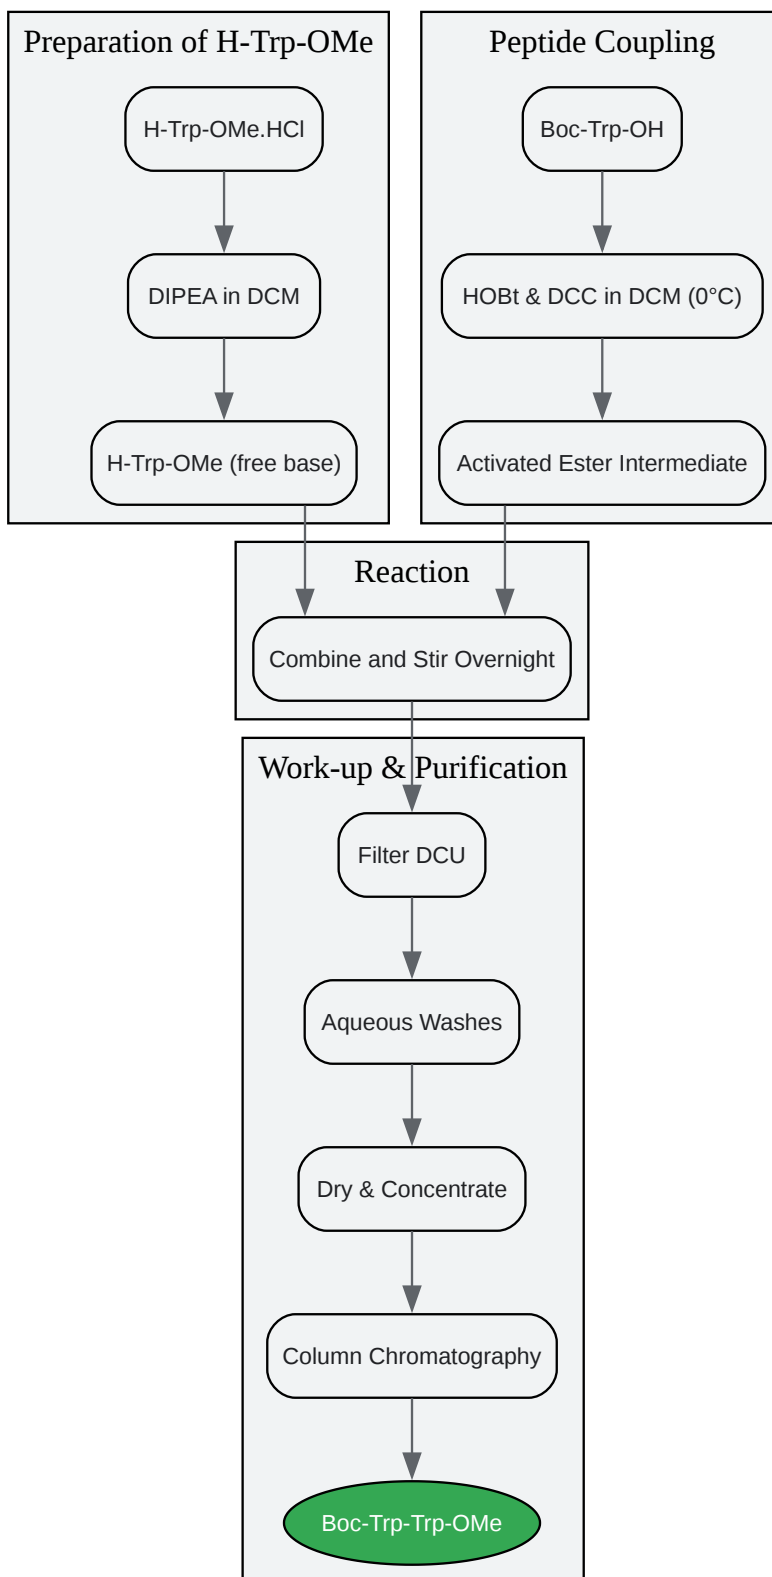 Preparation of H-Trp-OMe
H-Trp-OMe.HCl
DIPEA in DCM
H-Trp-OMe (free base)
Peptide Coupling
Boc-Trp-OH
HOBt & DCC in DCM (0°C)
Activated Ester Intermediate
Reaction
Combine and Stir Overnight
Work-up & Purification
Filter DCU
Aqueous Washes
Dry & Concentrate
Column Chromatography
Boc-Trp-Trp-OMe